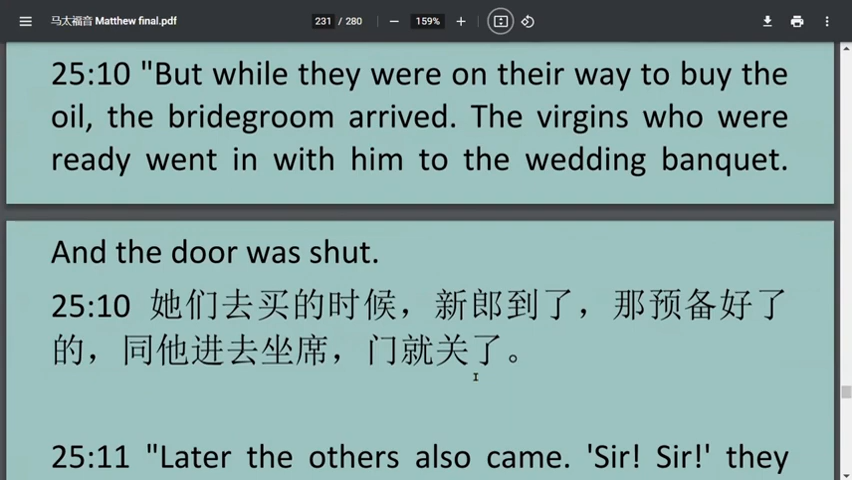 马太福音 Matthew final.pdf 231 / 280 159%
25:10 "But while they were on their way to buy the
oil, the bridegroom arrived. The virgins who were
ready went in with him to the wedding banquet.
And the door was shut.
25:10 她们去买的时候，新郎到了，那预备好了
的，同他进去坐席，门就关了。
25:11 "Later the others also came. 'Sir! Sir!' they